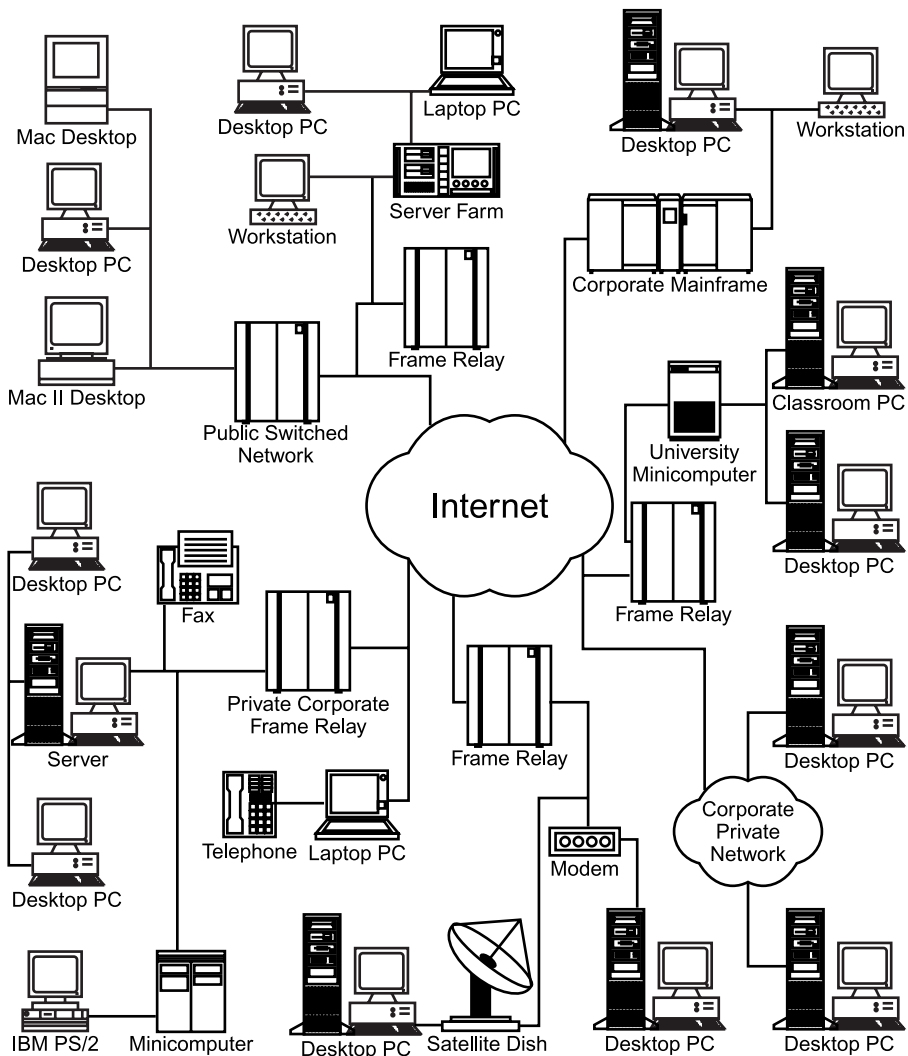 Mac Desktop
Desktop PC
Laptop PC
Desktop PC
Workstation
Server Farm
Workstation
Desktop PC
Corporate Mainframe
Frame Relay
Mac II Desktop
Classroom PC
Public Switched
Network
University
Minicomputer
Internet
Desktop PC
Desktop PC
Fax
Frame Relay
Private Corporate
Frame Relay
Server
Frame Relay
Desktop PC
Corporate
Private
Network
Telephone
Laptop PC
Modem
Desktop PC
IBM PS/2
Minicomputer
Desktop PC
Satellite Dish
Desktop PC
Desktop PC